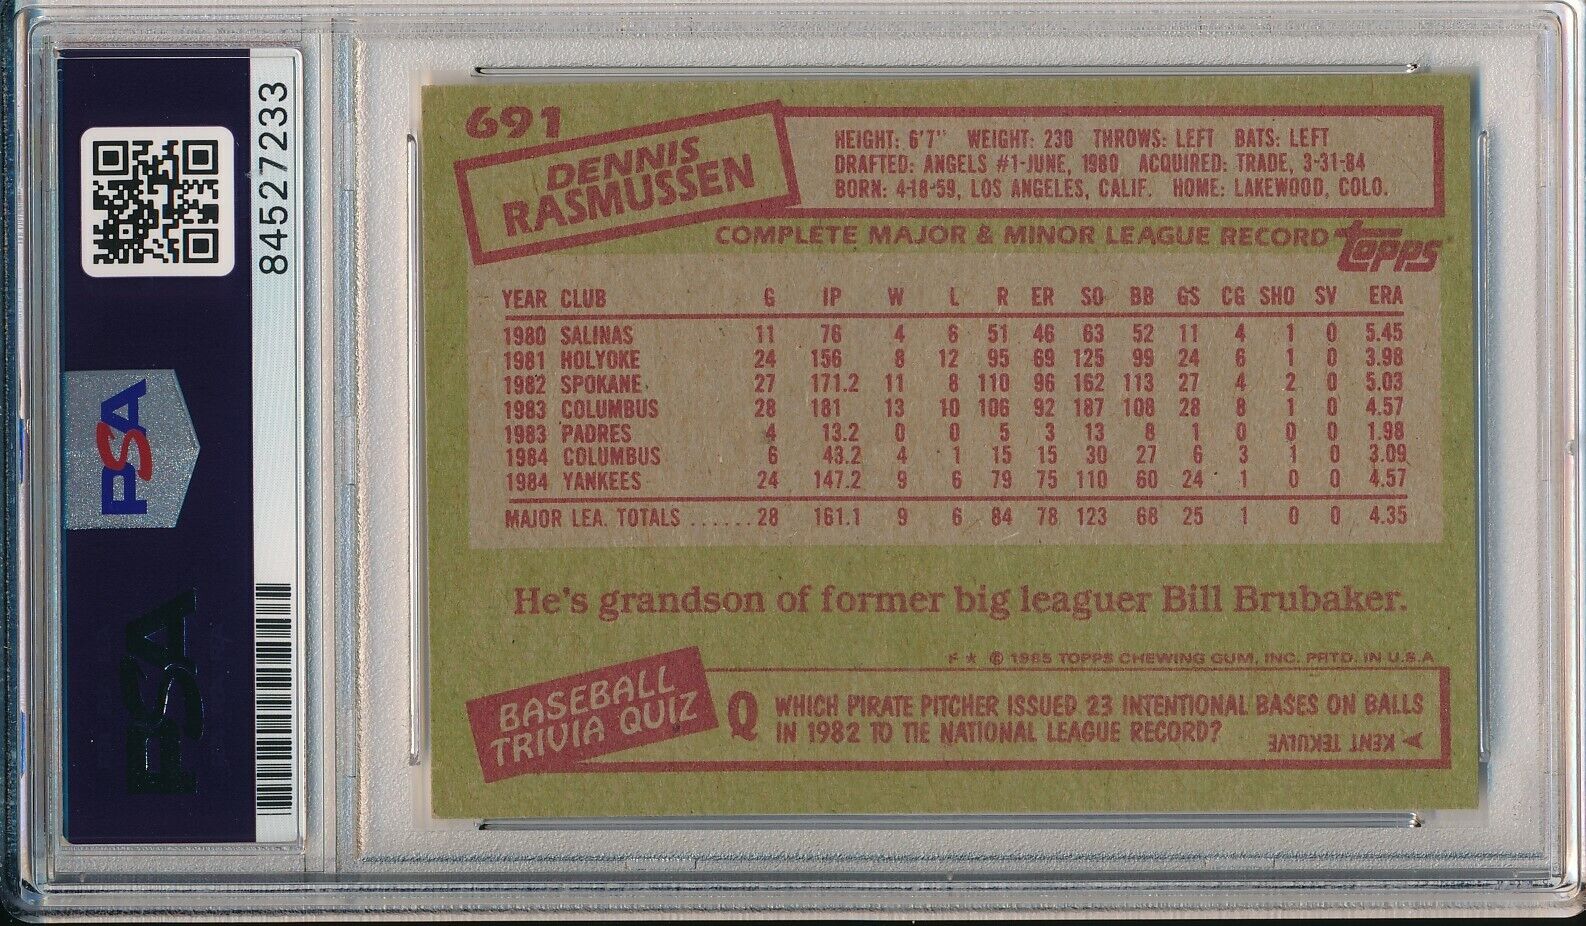 84527233
PSA
PSA
691
DENNIS
RASMUSSEN
HEIGHT: 6'7" WEIGHT: 230 THROWS: LEFT BATS: LEFT
DRAFTED: ANGELS #1-JUNE, 1980 ACQUIRED: TRADE, 3-31-84
BORN: 4-18-59, LOS ANGELES, CALIF. HOME: LAKEWOOD, COLO.
COMPLETE MAJOR & MINOR LEAGUE RECORD topps
YEAR CLUB G IP W L R ER SO BB GS CG SHO SV ERA
1980 SALINAS 11 76 4 6 51 46 63 52 11 4 1 0 5.45
1981 HOLYOKE 24 156 8 12 95 69 125 99 24 6 1 0 3.98
1982 SPOKANE 27 171.2 11 8 110 96 162 113 27 4 2 0 5.03
1983 COLUMBUS 28 181 13 10 106 92 187 108 28 8 1 0 4.57
1983 PADRES 4 13.2 0 0 5 3 13 8 1 0 0 0 1.98
1984 COLUMBUS 6 43.2 4 1 15 15 30 27 6 3 1 0 3.09
1984 YANKEES 24 147.2 9 6 79 75 110 60 24 1 0 0 4.57
MAJOR LEA. TOTALS ......28 161.1 9 6 84 78 123 68 25 1 0 0 4.35
He's grandson of former big leaguer Bill Brubaker.
F ★ © 1985 TOPPS CHEWING GUM, INC. PRTD. IN U.S.A
BASEBALL
TRIVIA QUIZ
Q WHICH PIRATE PITCHER ISSUED 23 INTENTIONAL BASES ON BALLS
IN 1982 TO TIE NATIONAL LEAGUE RECORD?
A KENT TEKULVE